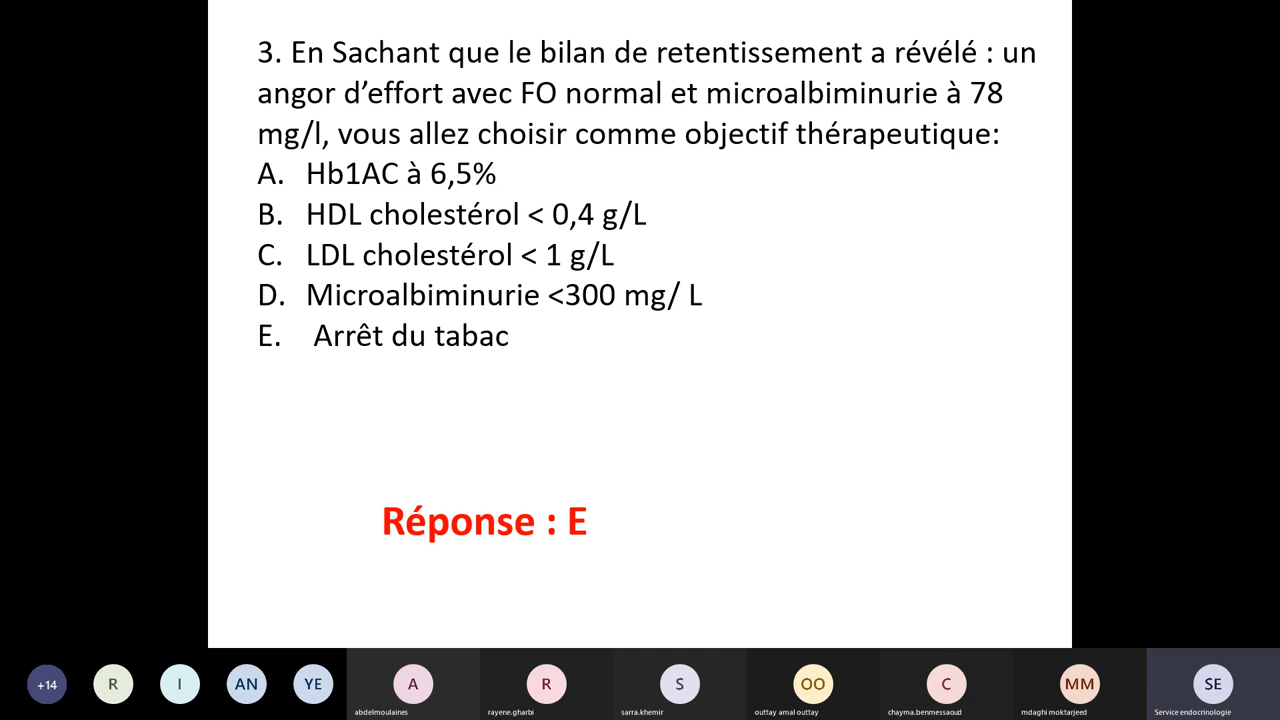 3. En Sachant que le bilan de retentissement a révélé : un
angor d’effort avec FO normal et microalbiminurie à 78
mg/l, vous allez choisir comme objectif thérapeutique:
A. Hb1AC à 6,5%
B. HDL cholestérol < 0,4 g/L
C. LDL cholestérol < 1 g/L
D. Microalbiminurie <300 mg/ L
E. Arrêt du tabac
Réponse : E
+14 R I AN YE A R S OO C MM SE
abdelmoulaines rayene.gharbi sarra.khemir outtay amal outtay chayma.benmessaoud mdaghi moktarjeed Service endocrinologie